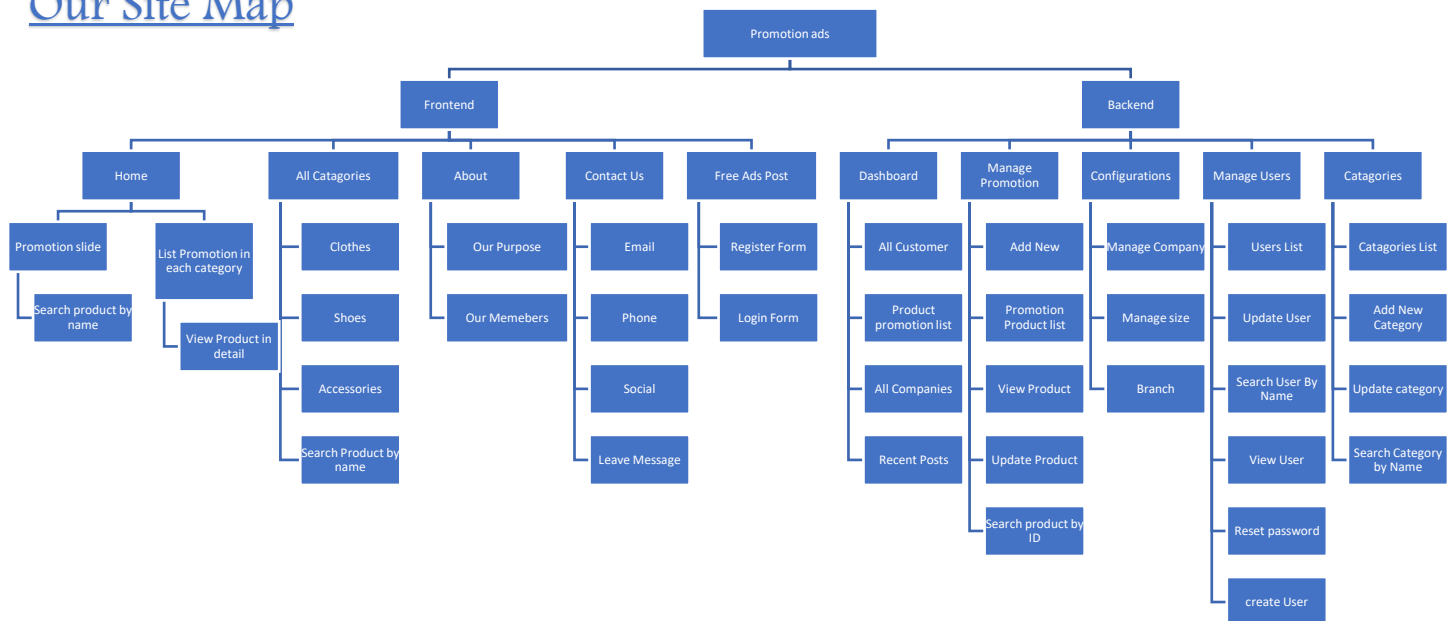 Our Site Map
Promotion ads
Frontend
Backend
Home
All Catagories
About
Contact Us
Free Ads Post
Dashboard
Manage
Promotion
Configurations
Manage Users
Catagories
Promotion slide
Search product by
name
List Promotion in
each category
View Product in
detail
Clothes
Shoes
Accessories
Search Product by
name
Our Purpose
Our Memebers
Email
Phone
Social
Leave Message
Register Form
Login Form
All Customer
Product
promotion list
All Companies
Recent Posts
Add New
Promotion
Product list
View Product
Update Product
Search product by
ID
Manage Company
Manage size
Branch
Users List
Update User
Search User By
Name
View User
Reset password
create User
Catagories List
Add New
Category
Update category
Search Category
by Name